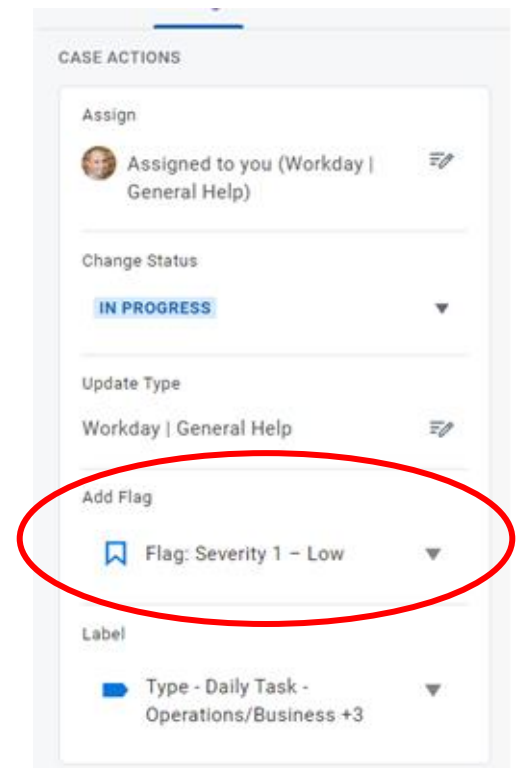 CASE ACTIONS
Assign
Assigned to you (Workday |
General Help)
Change Status
IN PROGRESS
Update Type
Workday | General Help
Add Flag
Flag: Severity 1 – Low
Label
Type - Daily Task -
Operations/Business +3